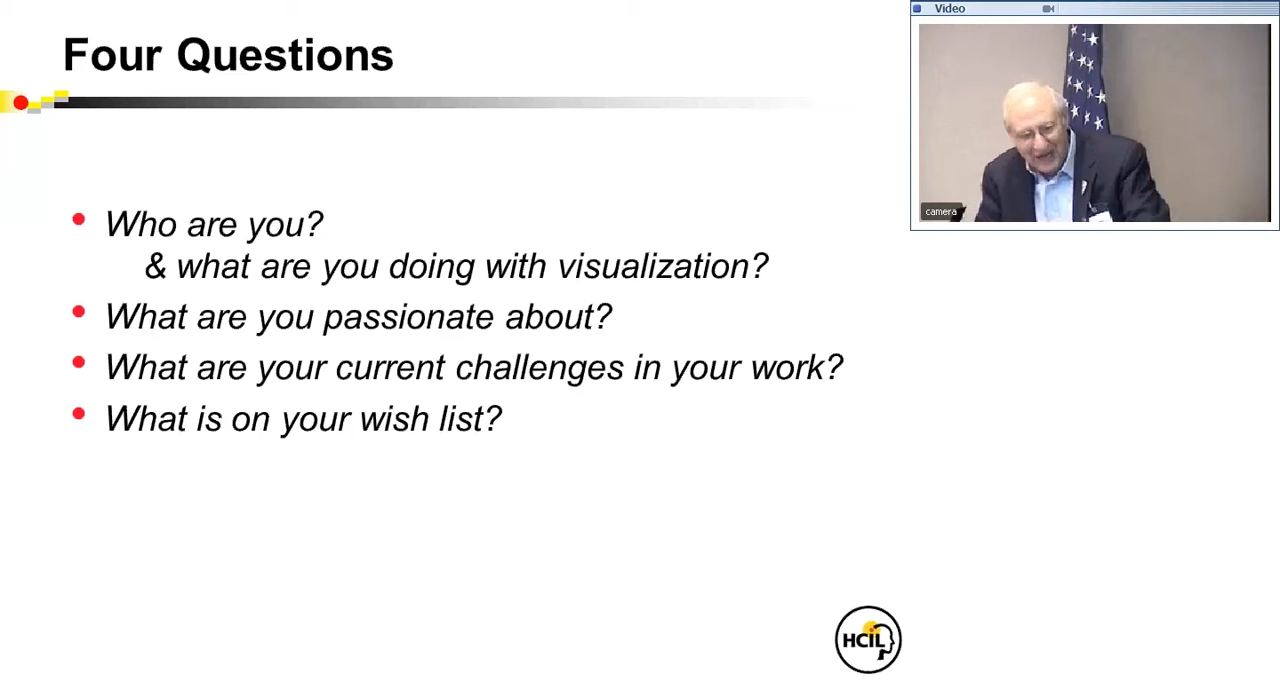 Four Questions
Video
camera
• Who are you?
& what are you doing with visualization?
• What are you passionate about?
• What are your current challenges in your work?
• What is on your wish list?
HCIL